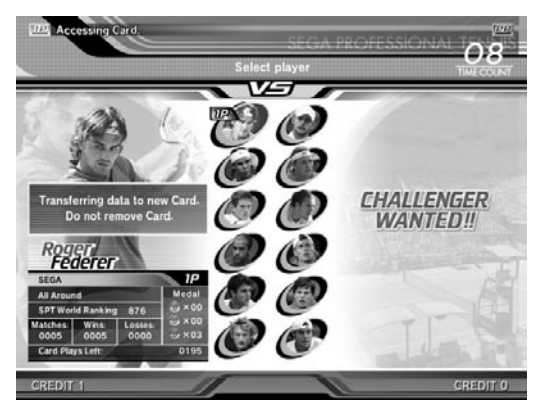 1P Accessing Card.
SEGA PROFESSIONAL TENNIS
08
TIME COUNT
Select player
VS
1P
Transferring data to new Card.
Do not remove Card.
CHALLENGER
WANTED!!
Roger
Federer
SEGA 1P
All Around Medal
SPT World Ranking 876 ×00
Matches: Wins: Losses: ×00
0005 0005 0000 ×03
Card Plays Left: 0195
CREDIT 1 CREDIT 0